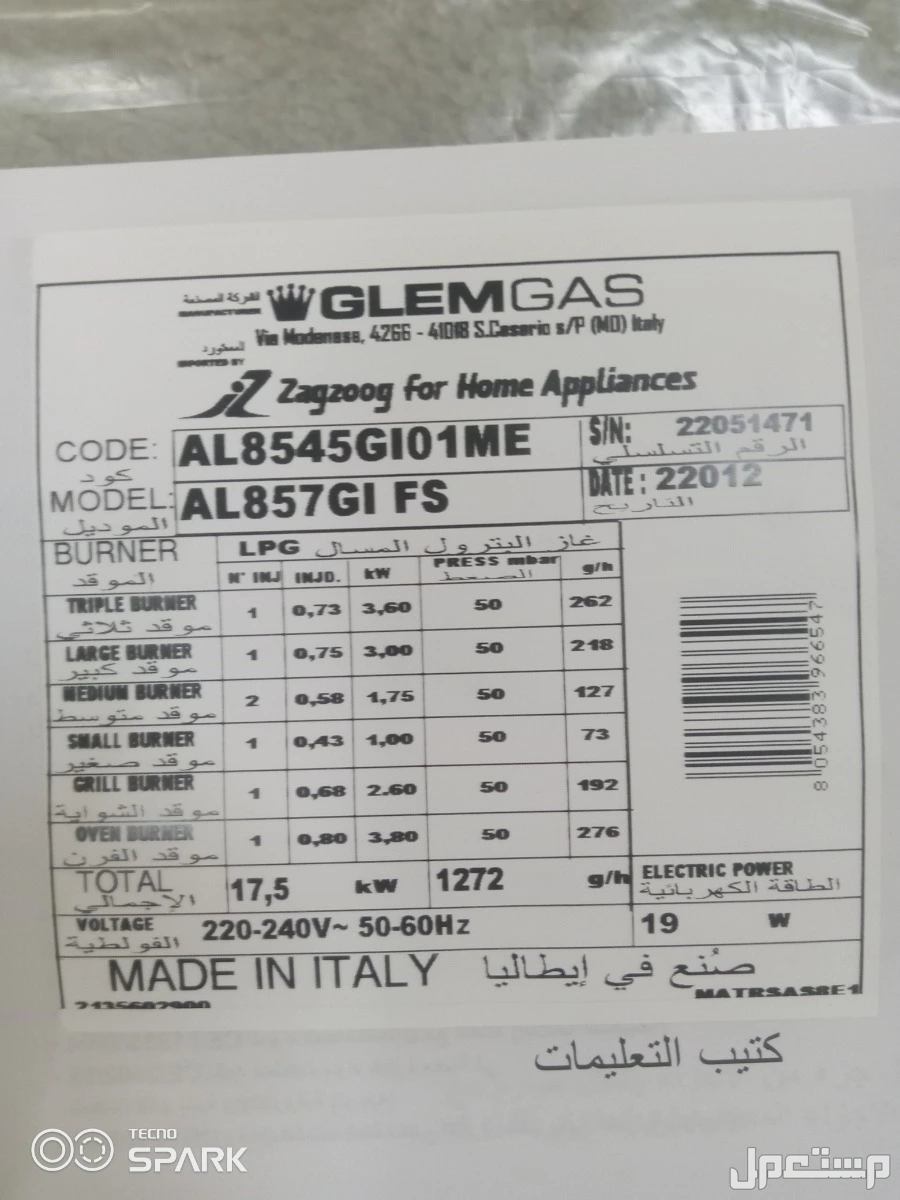 الشركة المصنعة GLEMGAS
MANUFACTURER
Via Modenese, 4266 - 41018 S.Cesario s/P (MO) Italy
المستورد
IMPORTED BY
Zagzoog for Home Appliances
CODE: AL8545GI01ME S/N: 22051471
كود الرقم التسلسلي
MODEL: AL857GI FS DATE: 22012
الموديل التاريخ
BURNER LPG غاز البترول المسال
الموقد N° INJ INJD. kW PRESS mbar الضغط g/h
TRIPLE BURNER 1 0,73 3,60 50 262
موقد ثلاثي
LARGE BURNER 1 0,75 3,00 50 218
موقد كبير
MEDIUM BURNER 2 0,58 1,75 50 127
موقد متوسط
SMALL BURNER 1 0,43 1,00 50 73
موقد صغير
GRILL BURNER 1 0,68 2.60 50 192
موقد الشواية
OVEN BURNER 1 0,80 3,80 50 276
موقد الفرن
8054383966547
TOTAL 17,5 kW 1272 g/h ELECTRIC POWER
الإجمالي الطاقة الكهربائية
VOLTAGE 220-240V~ 50-60Hz 19 W
الفولطية
MADE IN ITALY صُنع في إيطاليا
MATRSAS8E1
كتيب التعليمات
TECNO
SPARK
مستعمل